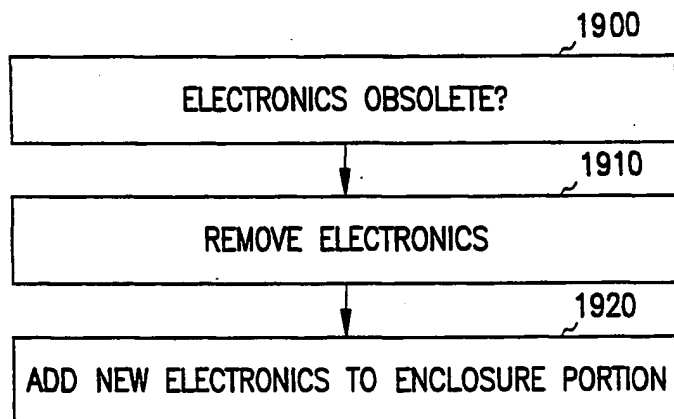 1900
ELECTRONICS OBSOLETE?
1910
REMOVE ELECTRONICS
1920
ADD NEW ELECTRONICS TO ENCLOSURE PORTION